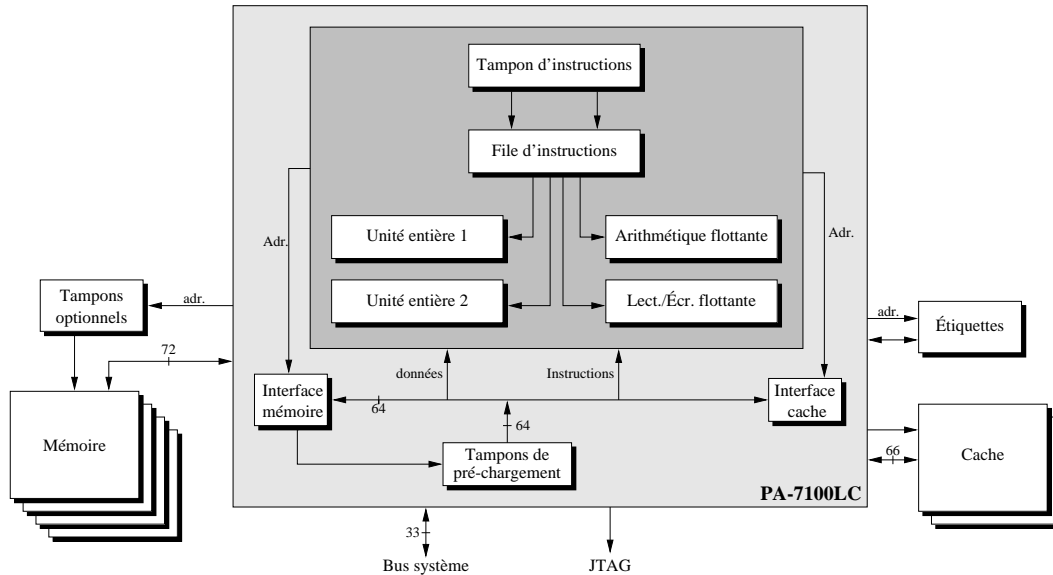 Tampon d'instructions
File d'instructions
Adr.
Unité entière 1
Arithmétique flottante
Adr.
Unité entière 2
Lect./Écr. flottante
Tampons
optionnels
adr.
adr.
Étiquettes
72
données
Instructions
Interface
mémoire
64
Interface
cache
64
Mémoire
Tampons de
pré-chargement
66
Cache
PA-7100LC
33
Bus système
JTAG